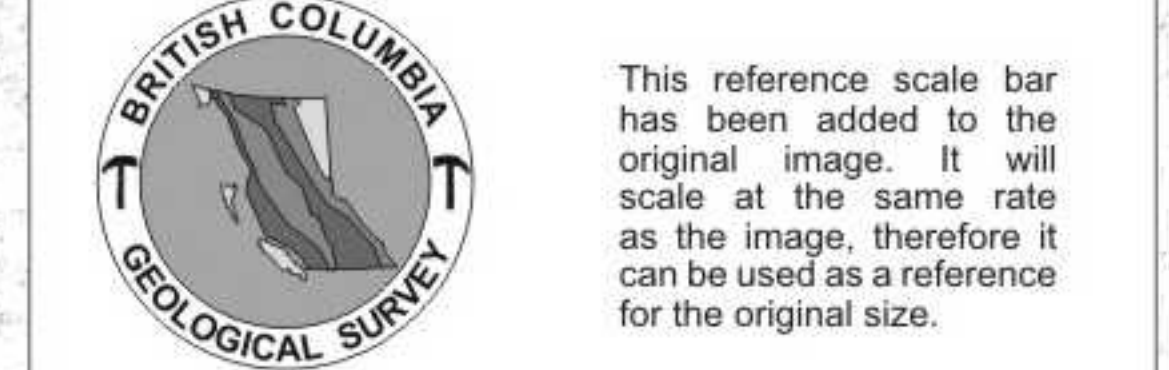 BRITISH COLUMBIA
GEOLOGICAL SURVEY
This reference scale bar
has been added to the
original image. It will
scale at the same rate
as the image, therefore it
can be used as a reference
for the original size.